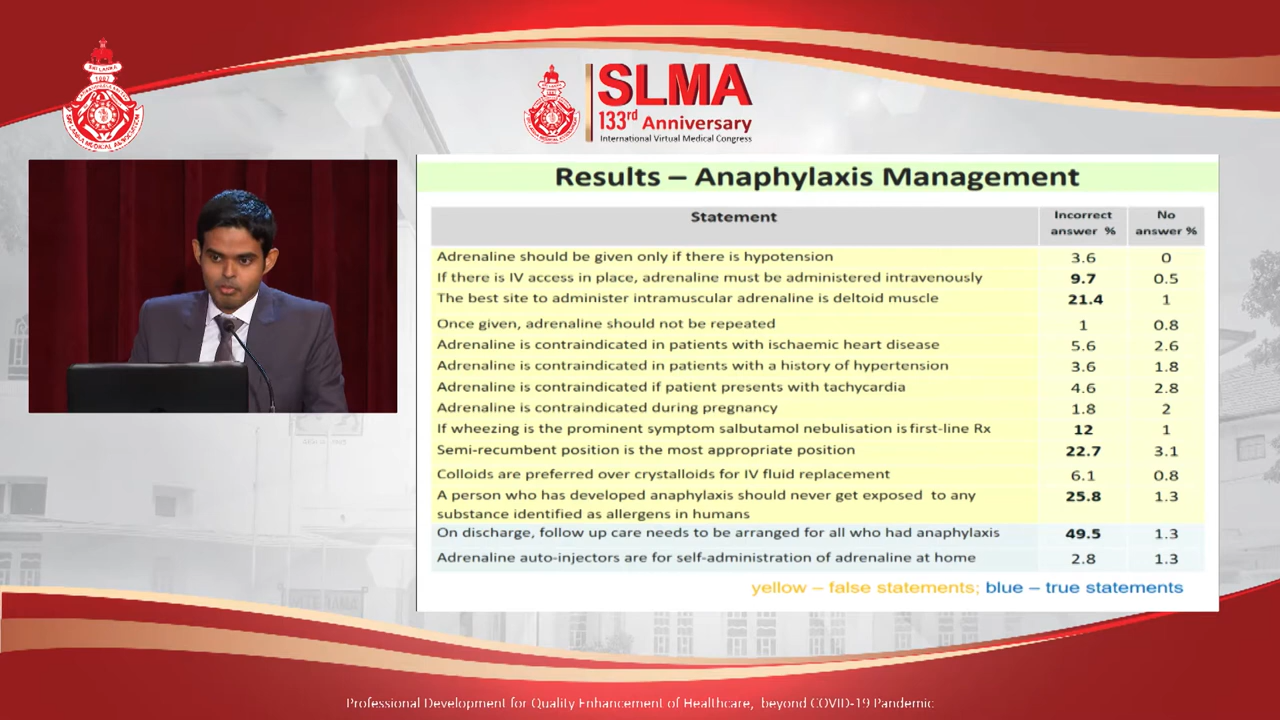 SRI LANKA
1887
SRI LANKA MEDICAL ASSOCIATION
SLMA
133rd Anniversary
International Virtual Medical Congress
Results – Anaphylaxis Management
Statement
Incorrect answer %
No answer %
Adrenaline should be given only if there is hypotension 3.6 0
If there is IV access in place, adrenaline must be administered intravenously 9.7 0.5
The best site to administer intramuscular adrenaline is deltoid muscle 21.4 1
Once given, adrenaline should not be repeated 1 0.8
Adrenaline is contraindicated in patients with ischaemic heart disease 5.6 2.6
Adrenaline is contraindicated in patients with a history of hypertension 3.6 1.8
Adrenaline is contraindicated if patient presents with tachycardia 4.6 2.8
Adrenaline is contraindicated during pregnancy 1.8 2
If wheezing is the prominent symptom salbutamol nebulisation is first-line Rx 12 1
Semi-recumbent position is the most appropriate position 22.7 3.1
Colloids are preferred over crystalloids for IV fluid replacement 6.1 0.8
A person who has developed anaphylaxis should never get exposed to any 25.8 1.3
substance identified as allergens in humans
On discharge, follow up care needs to be arranged for all who had anaphylaxis 49.5 1.3
Adrenaline auto-injectors are for self-administration of adrenaline at home 2.8 1.3
yellow – false statements; blue – true statements
Professional Development for Quality Enhancement of Healthcare, beyond COVID-19 Pandemic